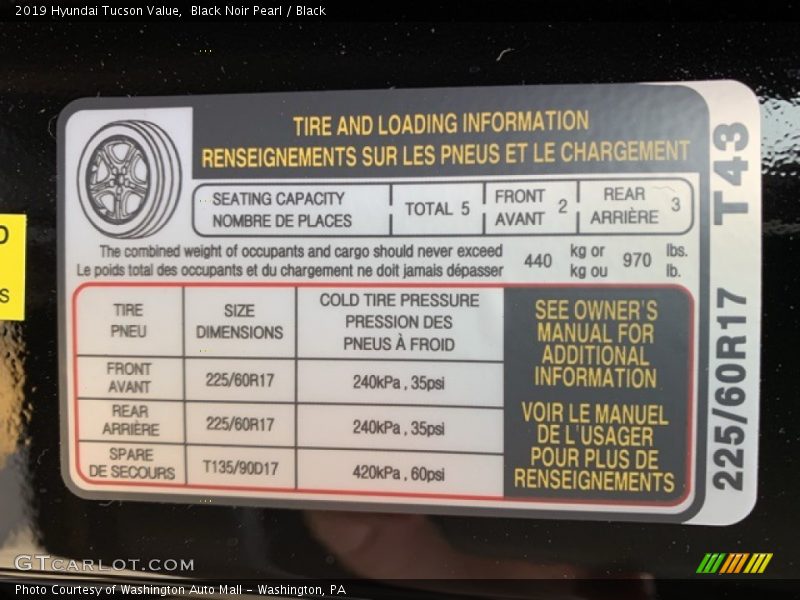 2019 Hyundai Tucson Value, Black Noir Pearl / Black
TIRE AND LOADING INFORMATION
RENSEIGNEMENTS SUR LES PNEUS ET LE CHARGEMENT
SEATING CAPACITY
NOMBRE DE PLACES
TOTAL 5
FRONT
AVANT 2
REAR
ARRIÈRE 3
The combined weight of occupants and cargo should never exceed 440 kg or 970 lbs.
Le poids total des occupants et du chargement ne doit jamais dépasser kg ou lb.
TIRE
PNEU
SIZE
DIMENSIONS
COLD TIRE PRESSURE
PRESSION DES
PNEUS À FROID
FRONT
AVANT
225/60R17
240kPa , 35psi
REAR
ARRIÈRE
225/60R17
240kPa , 35psi
SPARE
DE SECOURS
T135/90D17
420kPa , 60psi
SEE OWNER'S
MANUAL FOR
ADDITIONAL
INFORMATION
VOIR LE MANUEL
DE L'USAGER
POUR PLUS DE
RENSEIGNEMENTS
225/60R17 T43
GTCARLOT.COM
Photo Courtesy of Washington Auto Mall - Washington, PA